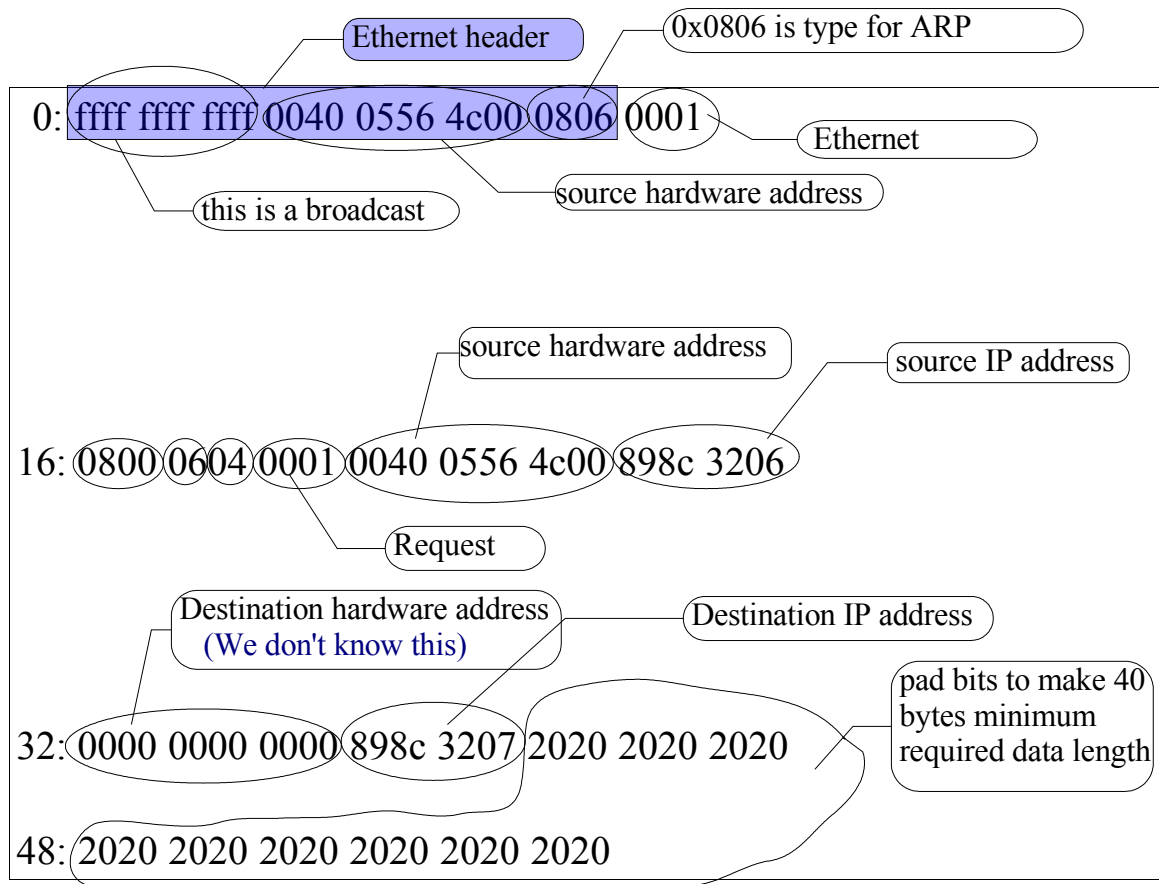 Ethernet header
0x0806 is type for ARP
0: ffff ffff ffff 0040 0556 4c00 0806 0001
Ethernet
source hardware address
this is a broadcast
source hardware address
source IP address
16: 0800 0604 0001 0040 0556 4c00 898c 3206
Request
Destination hardware address
(We don't know this)
Destination IP address
pad bits to make 40
bytes minimum
required data length
32: 0000 0000 0000 898c 3207 2020 2020 2020
48: 2020 2020 2020 2020 2020 2020